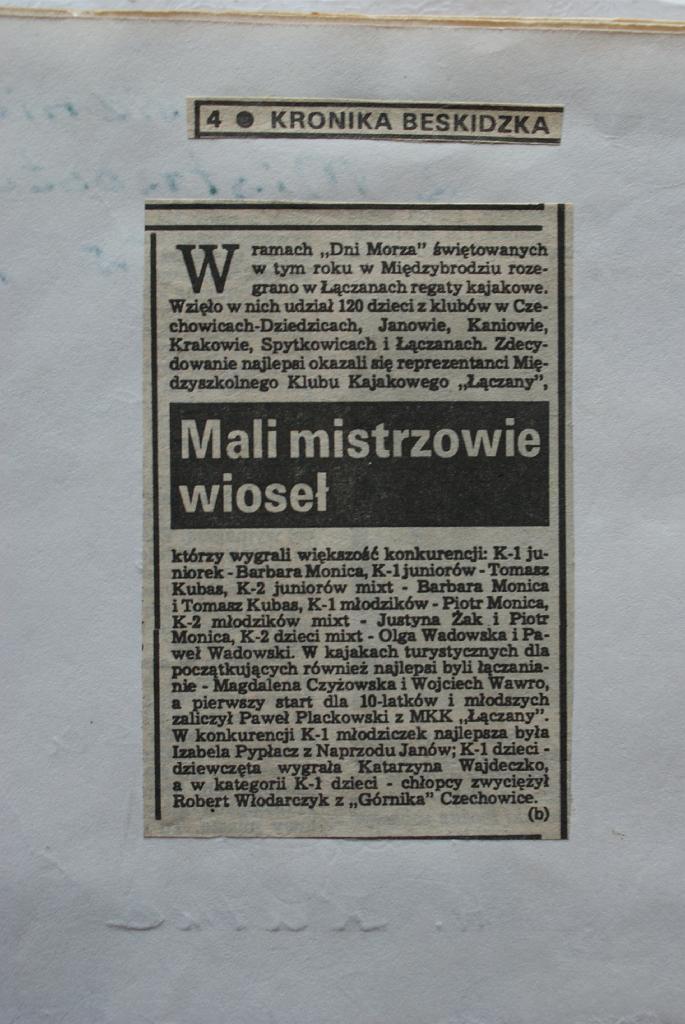 4 ● KRONIKA BESKIDZKA
W ramach „Dni Morza” świętowanych
w tym roku w Międzybrodziu roze-
grano w Łączanach regaty kajakowe.
Wzięło w nich udział 120 dzieci z klubów w Cze-
chowicach-Dziedzicach, Janowie, Kaniowie,
Krakowie, Spytkowicach i Łączanach. Zdecy-
dowanie najlepsi okazali się reprezentanci Mię-
dzyszkolnego Klubu Kajakowego „Łączany”,
Mali mistrzowie
wioseł
którzy wygrali większość konkurencji: K-1 ju-
niorek - Barbara Monica, K-1 juniorów - Tomasz
Kubas, K-2 juniorów mixt - Barbara Monica
i Tomasz Kubas, K-1 młodzików - Piotr Monica,
K-2 młodzików mixt - Justyna Żak i Piotr
Monica, K-2 dzieci mixt - Olga Wadowska i Pa-
weł Wadowski. W kajakach turystycznych dla
początkujących również najlepsi byli łączania-
nie - Magdalena Czyżowska i Wojciech Wawro,
a pierwszy start dla 10-latków i młodszych
zaliczył Paweł Plackowski z MKK „Łączany”.
W konkurencji K-1 młodziczek najlepsza była
Izabela Pypłacz z Naprzodu Janów; K-1 dzieci -
dziewczęta wygrała Katarzyna Wajdeczko,
a w kategorii K-1 dzieci - chłopcy zwyciężył
Robert Włodarczyk z „Górnika” Czechowice.
(b)